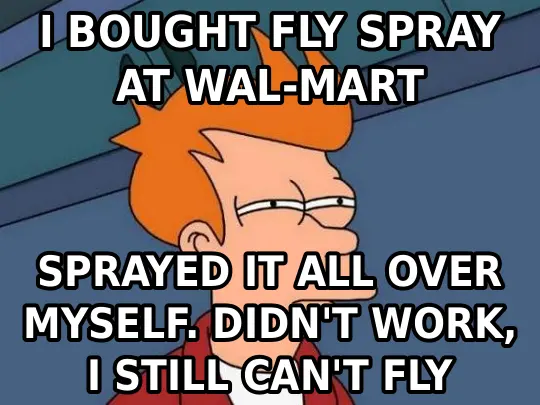 I BOUGHT FLY SPRAY
AT WAL-MART
SPRAYED IT ALL OVER
MYSELF. DIDN'T WORK,
I STILL CAN'T FLY